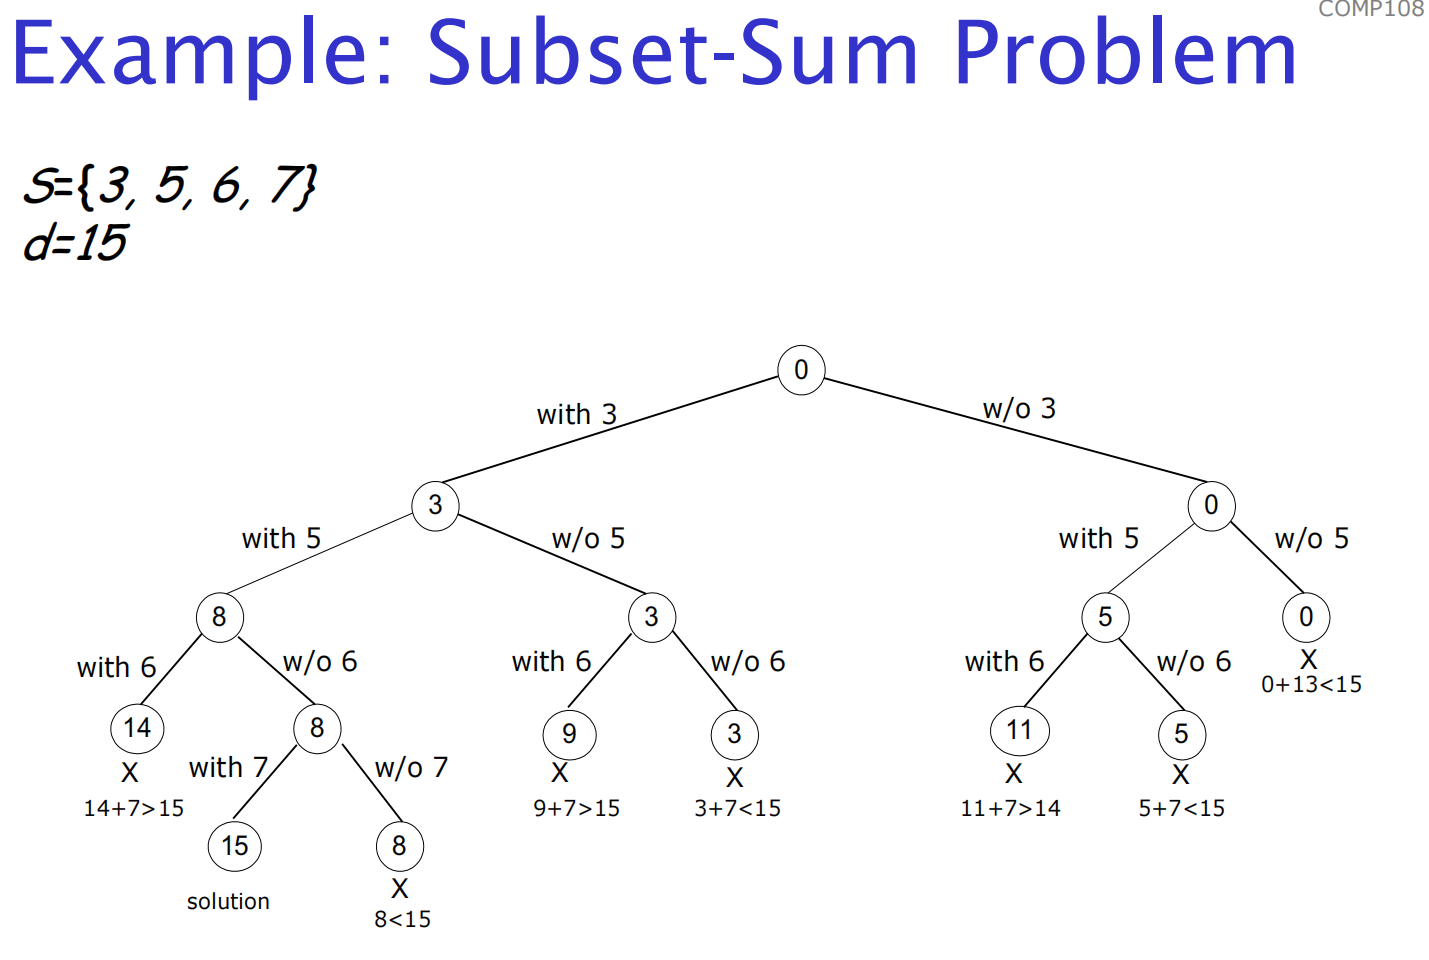 COMP108
Example: Subset-Sum Problem
S={3, 5, 6, 7}
d=15
0
with 3
w/o 3
3
0
with 5
w/o 5
with 5
w/o 5
8
3
5
0
with 6
w/o 6
with 6
w/o 6
with 6
w/o 6
X
0+13<15
14
8
9
3
11
5
X
with 7
w/o 7
X
X
X
X
14+7>15
9+7>15
3+7<15
11+7>14
5+7<15
15
8
solution
X
8<15